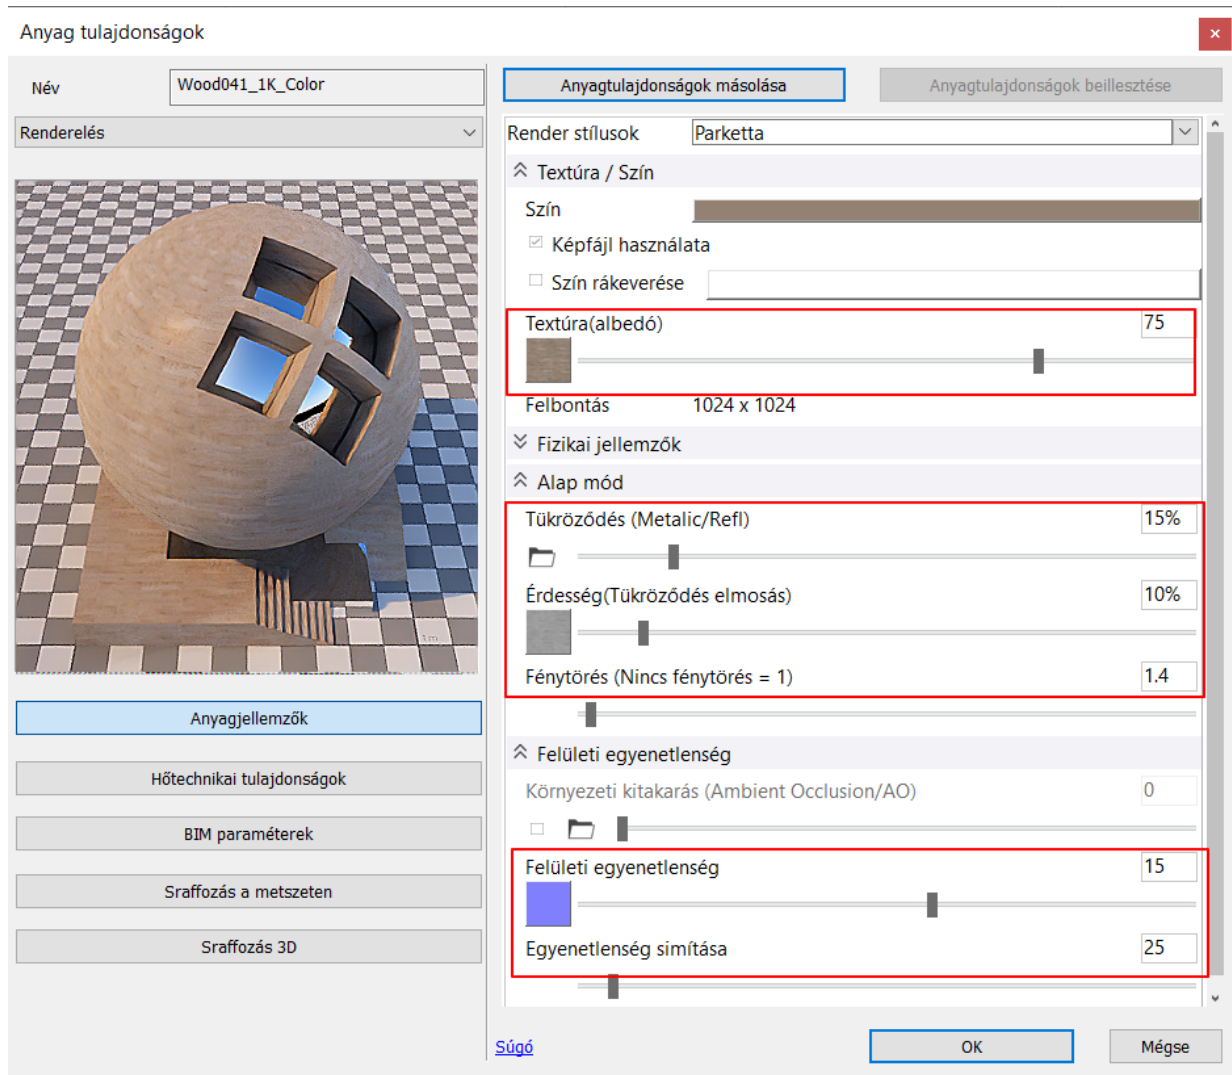 Anyag tulajdonságok
Név
Wood041_1K_Color
Renderelés
1m
Anyagjellemzők
Hőtechnikai tulajdonságok
BIM paraméterek
Sraffozás a metszeten
Sraffozás 3D
Anyagtulajdonságok másolása
Anyagtulajdonságok beillesztése
Render stílusok
Parketta
Textúra / Szín
Szín
Képfájl használata
Szín rákeverése
Textúra(albedó)
75
Felbontás
1024 x 1024
Fizikai jellemzők
Alap mód
Tükröződés (Metalic/Refl)
15%
Érdesség(Tükröződés elmosás)
10%
Fénytörés (Nincs fénytörés = 1)
1.4
Felületi egyenetlenség
Környezeti kitakarás (Ambient Occlusion/AO)
0
Felületi egyenetlenség
15
Egyenetlenség simítása
25
Súgó
OK
Mégse